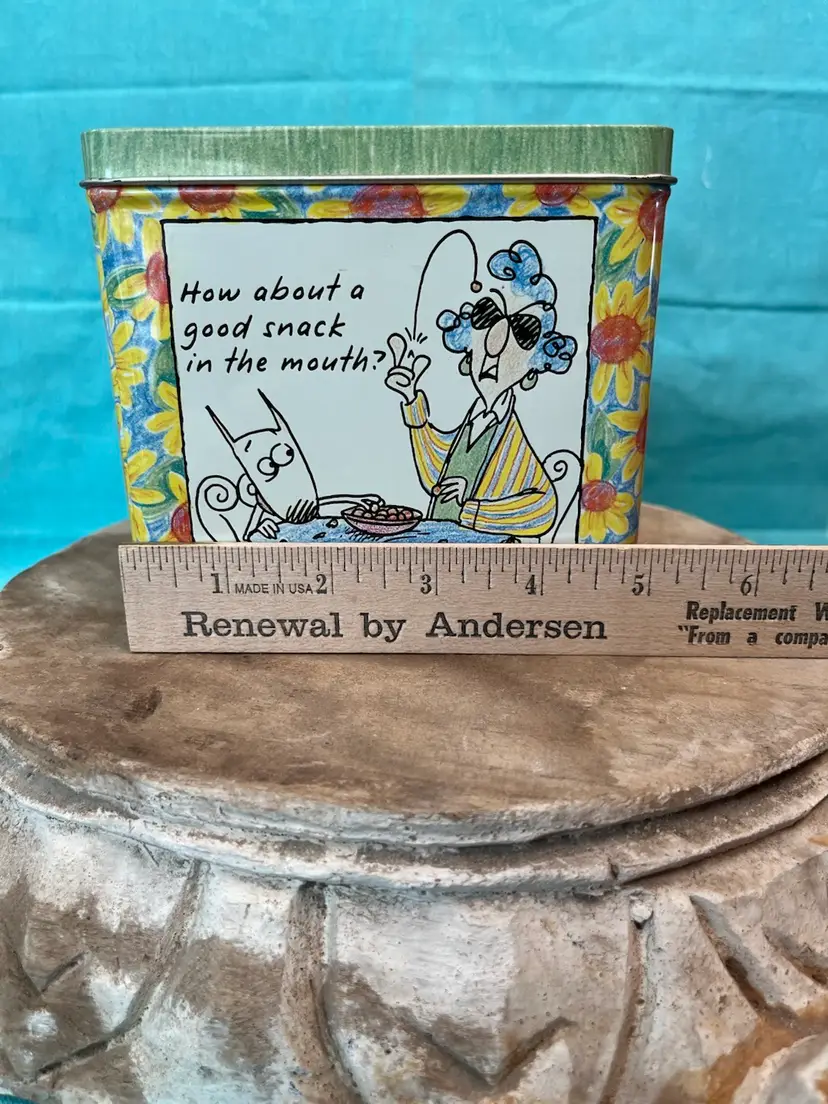 How about a
good snack
in the mouth?
1 MADE IN USA 2 3 4 5 6
Renewal by Andersen
Replacement
"From a